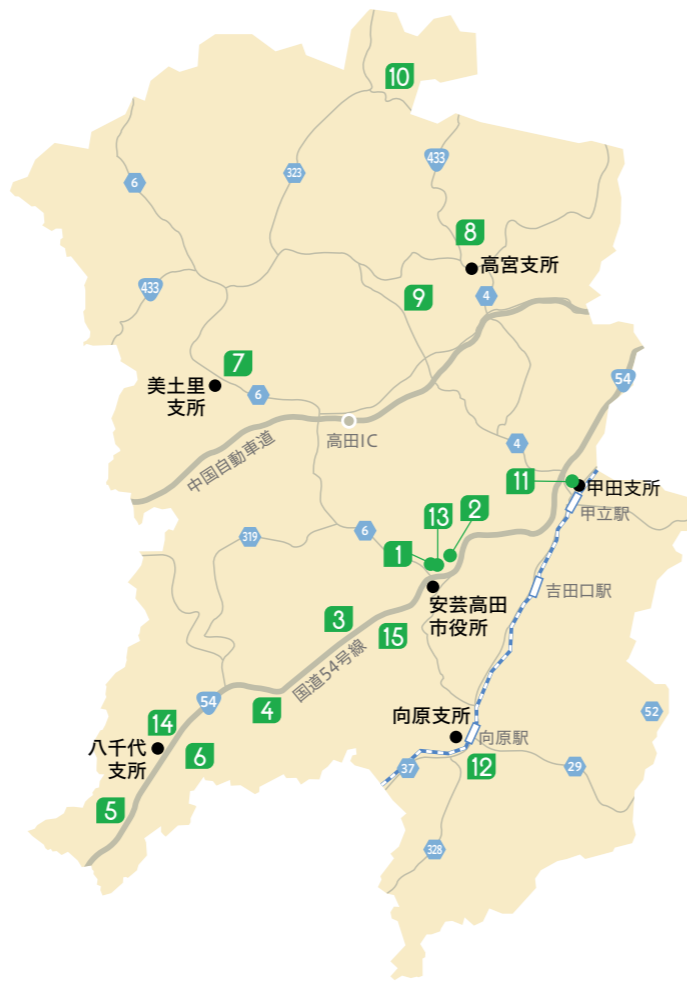 10
433
6
323
8
高宮支所
433
9
4
7
美土里
支所
54
6
高田IC
中国自動車道
4
11
甲田支所
2
13
甲立駅
6
319
1
吉田口駅
安芸高田
市役所
3
15
国道54号線
54
4
52
向原支所
14
向原駅
八千代
支所
6
12
37
29
5
328